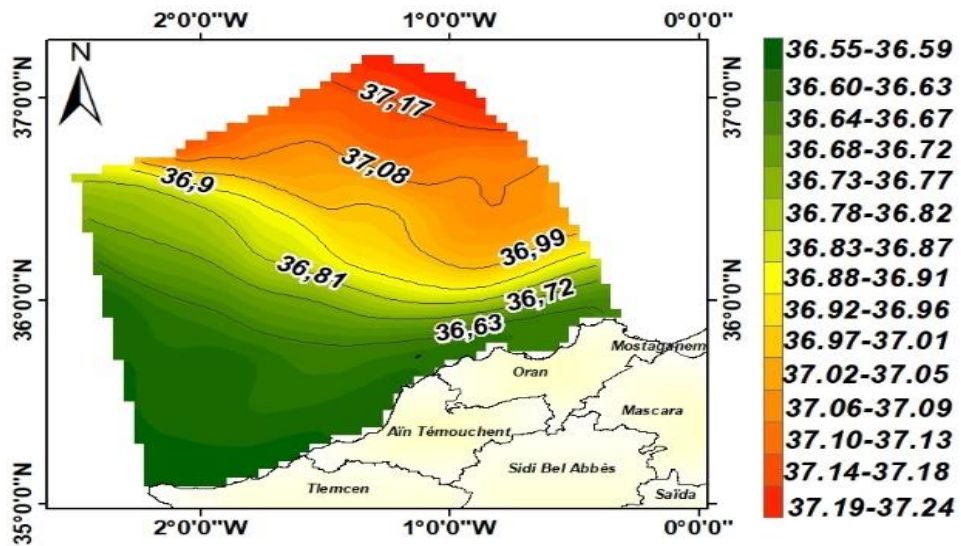 2°0'0"W 1°0'0"W 0°0'0"
N
37°0'0"N
36°0'0"N
35°0'0"N
37,17
37,08
36,9
36,99
36,81
36,72
36,63
Mostaganem
Oran
Mascara
Aïn Témouchent
Sidi Bel Abbès
Tlemcen
Saïda
37°0'0"N
36°0'0"N
35°0'0"N
2°0'0"W 1°0'0"W 0°0'0"
36.55-36.59
36.60-36.63
36.64-36.67
36.68-36.72
36.73-36.77
36.78-36.82
36.83-36.87
36.88-36.91
36.92-36.96
36.97-37.01
37.02-37.05
37.06-37.09
37.10-37.13
37.14-37.18
37.19-37.24